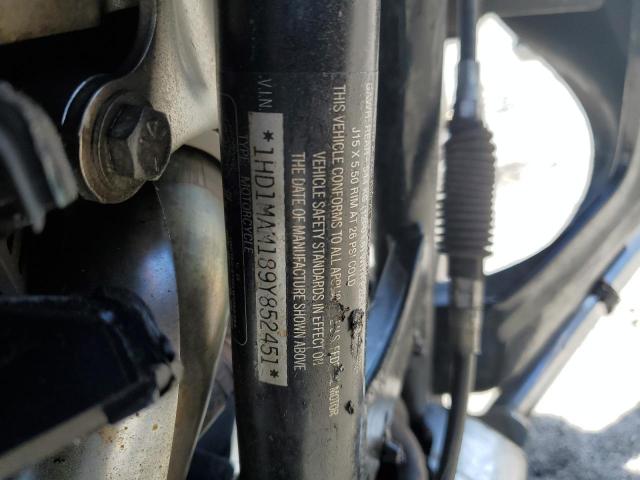 J15 X 5.50 RIM AT 26 PSI COLD
THIS VEHICLE CONFORMS TO ALL MOTOR
VEHICLE SAFETY STANDARDS IN EFFECT ON
THE DATE OF MANUFACTURE SHOWN ABOVE
V.I.N. *1HD1MAM189Y852451*
TYPE: MOTORCYCLE